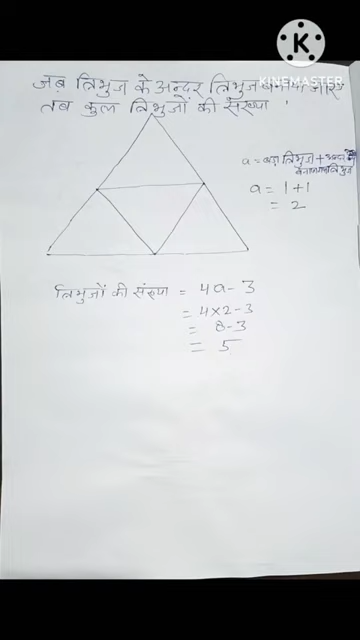 KINEMASTER
जब त्रिभुज के अन्दर त्रिभुज बनाया जाए
तब कुल त्रिभुजों की संख्या
a = बड़ा त्रिभुज + अन्दर
त्रिभुज
a = 1+1
= 2
त्रिभुजों की संख्या = 4a - 3
= 4×2-3
= 8-3
= 5